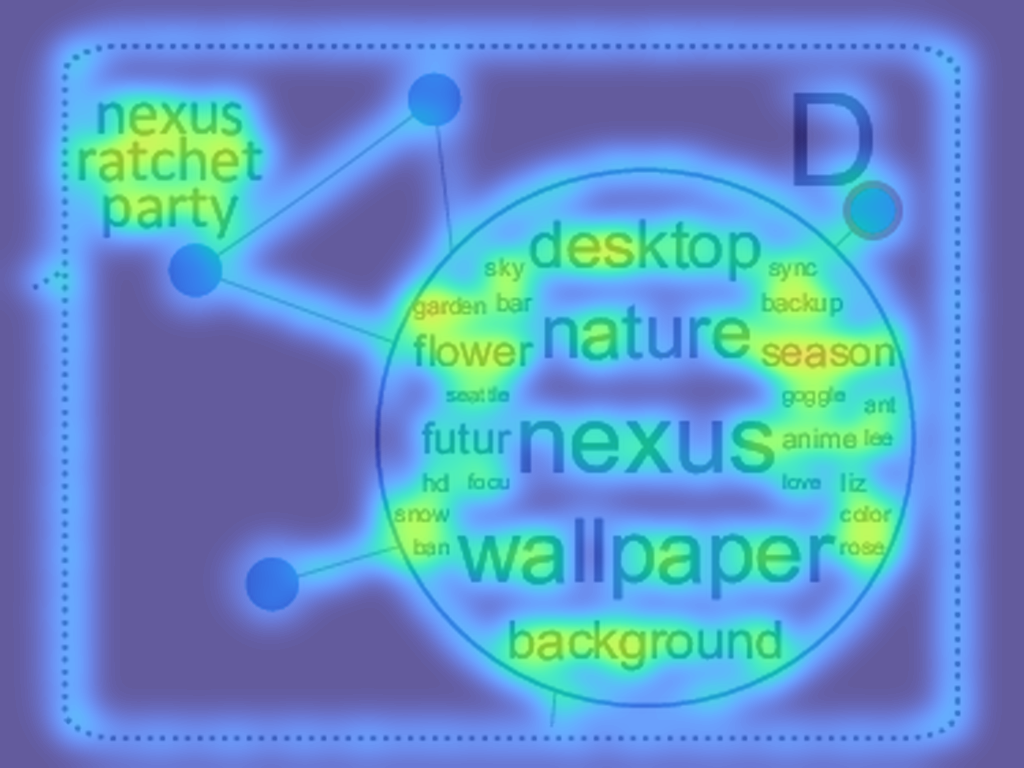 D
nexus
ratchet
party
desktop
sky
sync
garden bar
backup
nature
flower
season
seattle
goggle
ant
futur
nexus
anime lee
hd focu
love liz
snow
color
wallpaper
ban
rose
background